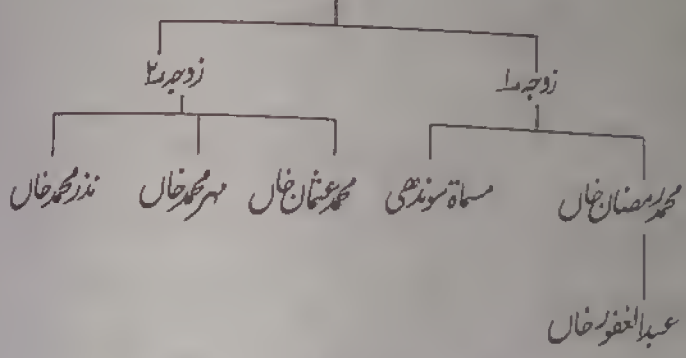 زوجہ ۱ زوجہ ۲
محمد رمضان خاں مسماۃ سوندھی محمد عثمان خاں مہر محمد خاں نذر محمد خاں
عبدالغفور خاں